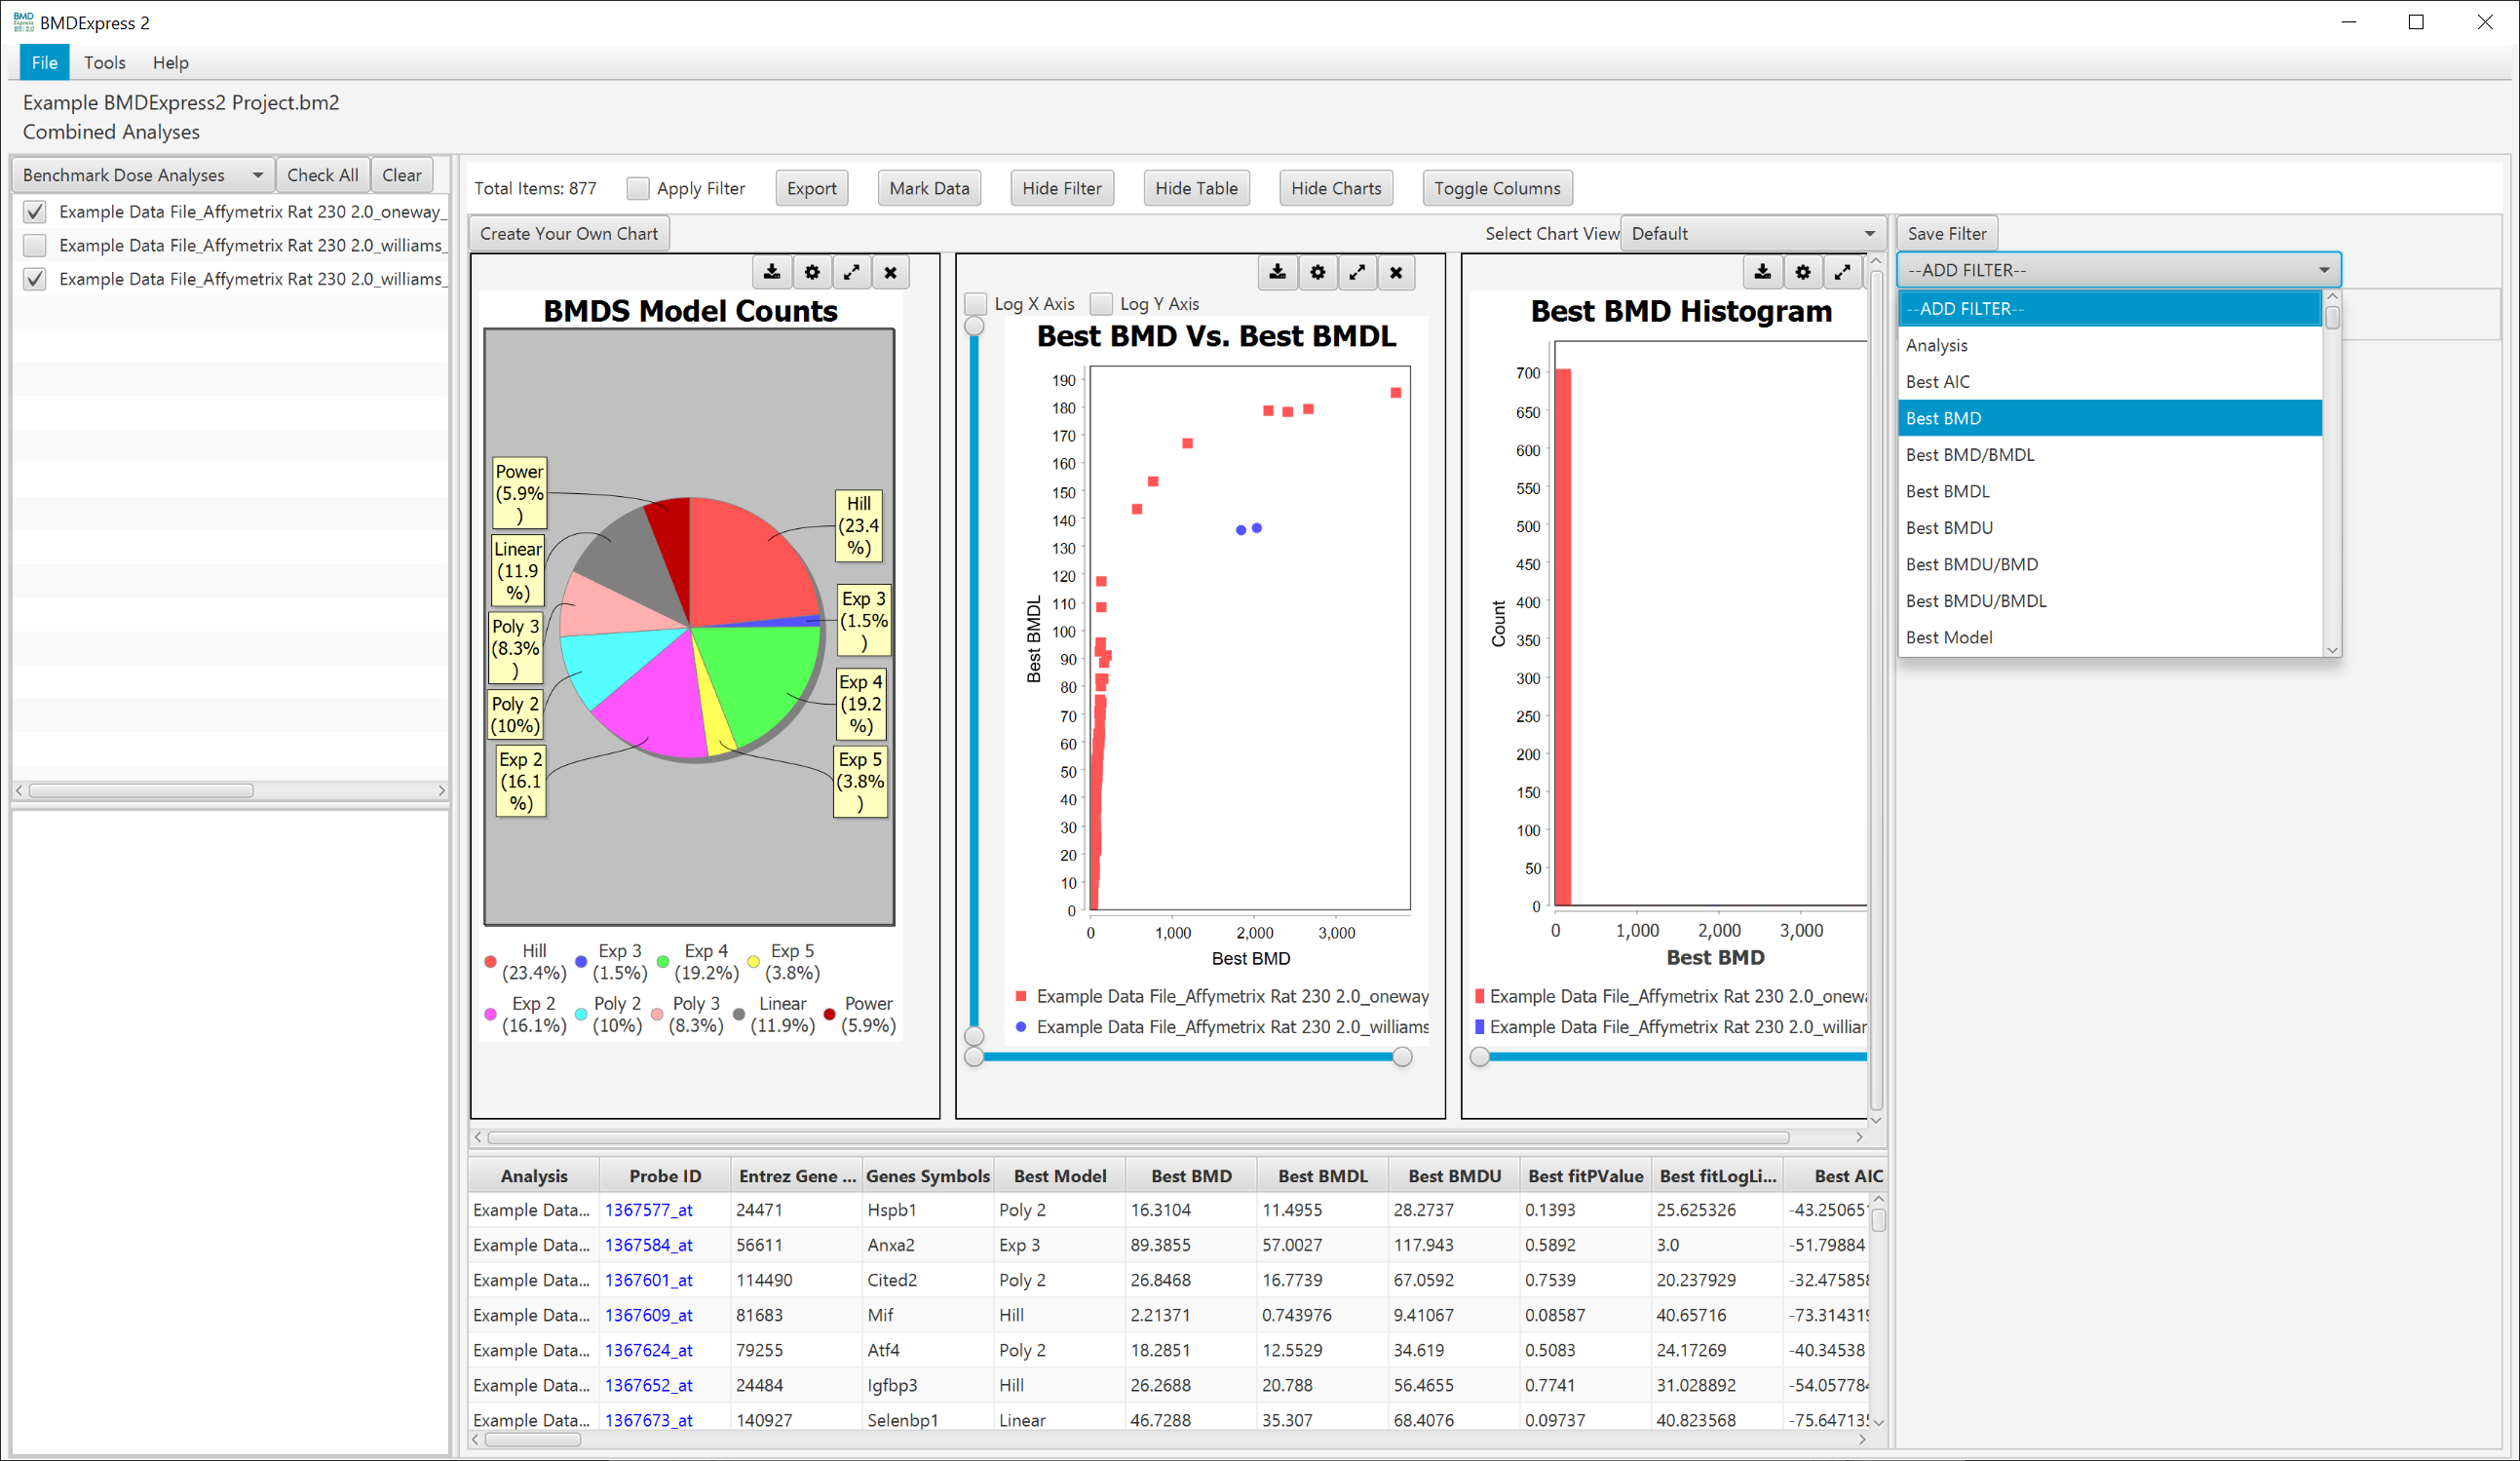 BMDExpress 2
File Tools Help
Example BMDExpress2 Project.bm2
Combined Analyses
Benchmark Dose Analyses Check All Clear
Example Data File_Affymetrix Rat 230 2.0_oneway_
Example Data File_Affymetrix Rat 230 2.0_williams_
Example Data File_Affymetrix Rat 230 2.0_williams_
Total Items: 877 Apply Filter Export Mark Data Hide Filter Hide Table Hide Charts Toggle Columns
Create Your Own Chart Select Chart View Default
BMDS Model Counts
Power
(5.9%
)
Linear
(11.9
%)
Poly 3
(8.3%
)
Poly 2
(10%)
Exp 2
(16.1
%)
Hill
(23.4
%)
Exp 3
(1.5%
)
Exp 4
(19.2
%)
Exp 5
(3.8%
)
Hill (23.4%) Exp 3 (1.5%) Exp 4 (19.2%) Exp 5 (3.8%)
Exp 2 (16.1%) Poly 2 (10%) Poly 3 (8.3%) Linear (11.9%) Power (5.9%)
Log X Axis Log Y Axis
Best BMD Vs. Best BMDL
190
180
170
160
150
140
130
120
110
100
90
80
70
60
50
40
30
20
10
0
Best BMDL
0 1,000 2,000 3,000
Best BMD
Example Data File_Affymetrix Rat 230 2.0_oneway
Example Data File_Affymetrix Rat 230 2.0_williams
Best BMD Histogram
700
650
600
550
500
450
400
350
300
250
200
150
100
50
0
Count
0 1,000 2,000 3,000
Best BMD
Example Data File_Affymetrix Rat 230 2.0_onewa
Example Data File_Affymetrix Rat 230 2.0_williar
Save Filter
--ADD FILTER--
--ADD FILTER--
Analysis
Best AIC
Best BMD
Best BMD/BMDL
Best BMDL
Best BMDU
Best BMDU/BMD
Best BMDU/BMDL
Best Model
Analysis Probe ID Entrez Gene ... Genes Symbols Best Model Best BMD Best BMDL Best BMDU Best fitPValue Best fitLogLi... Best AIC
Example Data... 1367577_at 24471 Hspb1 Poly 2 16.3104 11.4955 28.2737 0.1393 25.625326 -43.25065
Example Data... 1367584_at 56611 Anxa2 Exp 3 89.3855 57.0027 117.943 0.5892 3.0 -51.79884
Example Data... 1367601_at 114490 Cited2 Poly 2 26.8468 16.7739 67.0592 0.7539 20.237929 -32.475858
Example Data... 1367609_at 81683 Mif Hill 2.21371 0.743976 9.41067 0.08587 40.65716 -73.314319
Example Data... 1367624_at 79255 Atf4 Poly 2 18.2851 12.5529 34.619 0.5083 24.17269 -40.34538
Example Data... 1367652_at 24484 Igfbp3 Hill 26.2688 20.788 56.4655 0.7741 31.028892 -54.057784
Example Data... 1367673_at 140927 Selenbp1 Linear 46.7288 35.307 68.4076 0.09737 40.823568 -75.647135